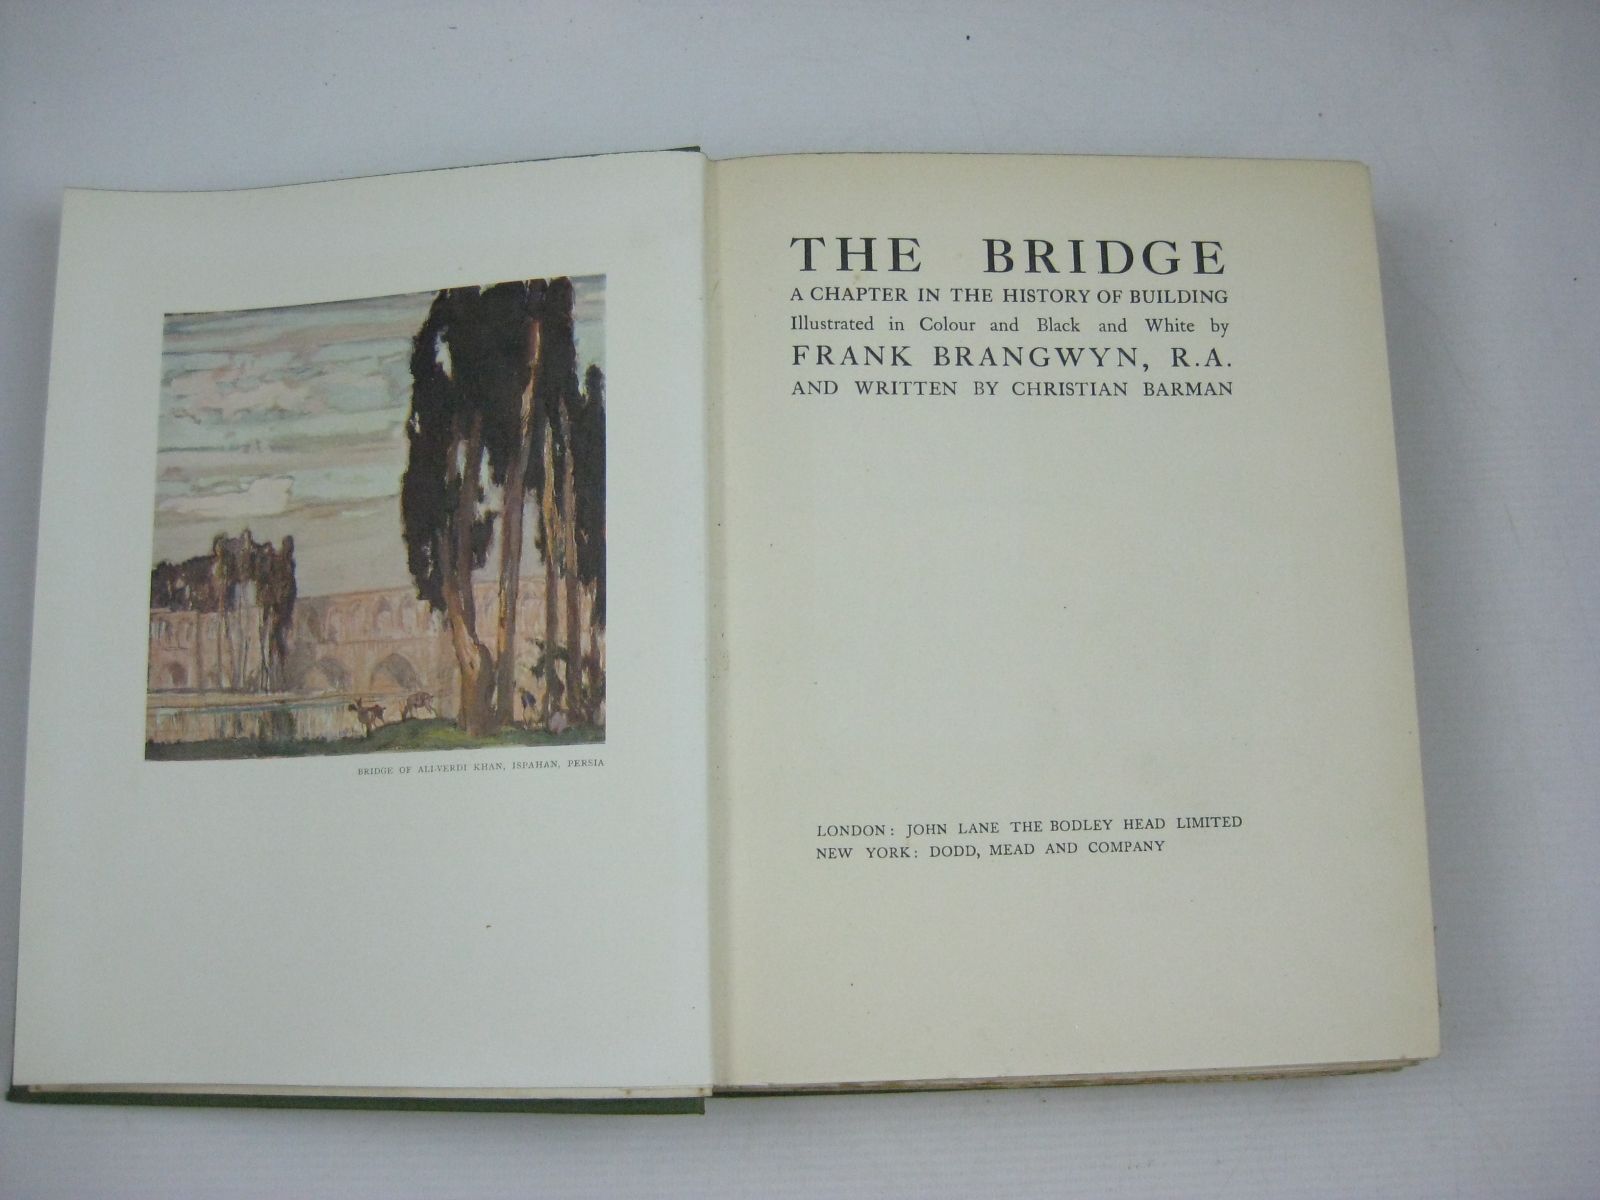 BRIDGE OF ALI-VERDI KHAN, ISPAHAN, PERSIA
THE BRIDGE
A CHAPTER IN THE HISTORY OF BUILDING
Illustrated in Colour and Black and White by
FRANK BRANGWYN, R.A.
AND WRITTEN BY CHRISTIAN BARMAN
LONDON: JOHN LANE THE BODLEY HEAD LIMITED
NEW YORK: DODD, MEAD AND COMPANY